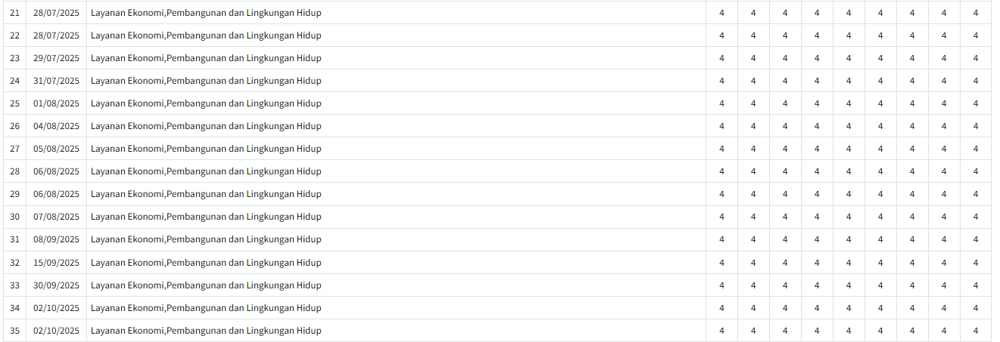 21 28/07/2025 Layanan Ekonomi,Pembangunan dan Lingkungan Hidup 4 4 4 4 4 4 4 4 4
22 28/07/2025 Layanan Ekonomi,Pembangunan dan Lingkungan Hidup 4 4 4 4 4 4 4 4 4
23 29/07/2025 Layanan Ekonomi,Pembangunan dan Lingkungan Hidup 4 4 4 4 4 4 4 4 4
24 31/07/2025 Layanan Ekonomi,Pembangunan dan Lingkungan Hidup 4 4 4 4 4 4 4 4 4
25 01/08/2025 Layanan Ekonomi,Pembangunan dan Lingkungan Hidup 4 4 4 4 4 4 4 4 4
26 04/08/2025 Layanan Ekonomi,Pembangunan dan Lingkungan Hidup 4 4 4 4 4 4 4 4 4
27 05/08/2025 Layanan Ekonomi,Pembangunan dan Lingkungan Hidup 4 4 4 4 4 4 4 4 4
28 06/08/2025 Layanan Ekonomi,Pembangunan dan Lingkungan Hidup 4 4 4 4 4 4 4 4 4
29 06/08/2025 Layanan Ekonomi,Pembangunan dan Lingkungan Hidup 4 4 4 4 4 4 4 4 4
30 07/08/2025 Layanan Ekonomi,Pembangunan dan Lingkungan Hidup 4 4 4 4 4 4 4 4 4
31 08/09/2025 Layanan Ekonomi,Pembangunan dan Lingkungan Hidup 4 4 4 4 4 4 4 4 4
32 15/09/2025 Layanan Ekonomi,Pembangunan dan Lingkungan Hidup 4 4 4 4 4 4 4 4 4
33 30/09/2025 Layanan Ekonomi,Pembangunan dan Lingkungan Hidup 4 4 4 4 4 4 4 4 4
34 02/10/2025 Layanan Ekonomi,Pembangunan dan Lingkungan Hidup 4 4 4 4 4 4 4 4 4
35 02/10/2025 Layanan Ekonomi,Pembangunan dan Lingkungan Hidup 4 4 4 4 4 4 4 4 4